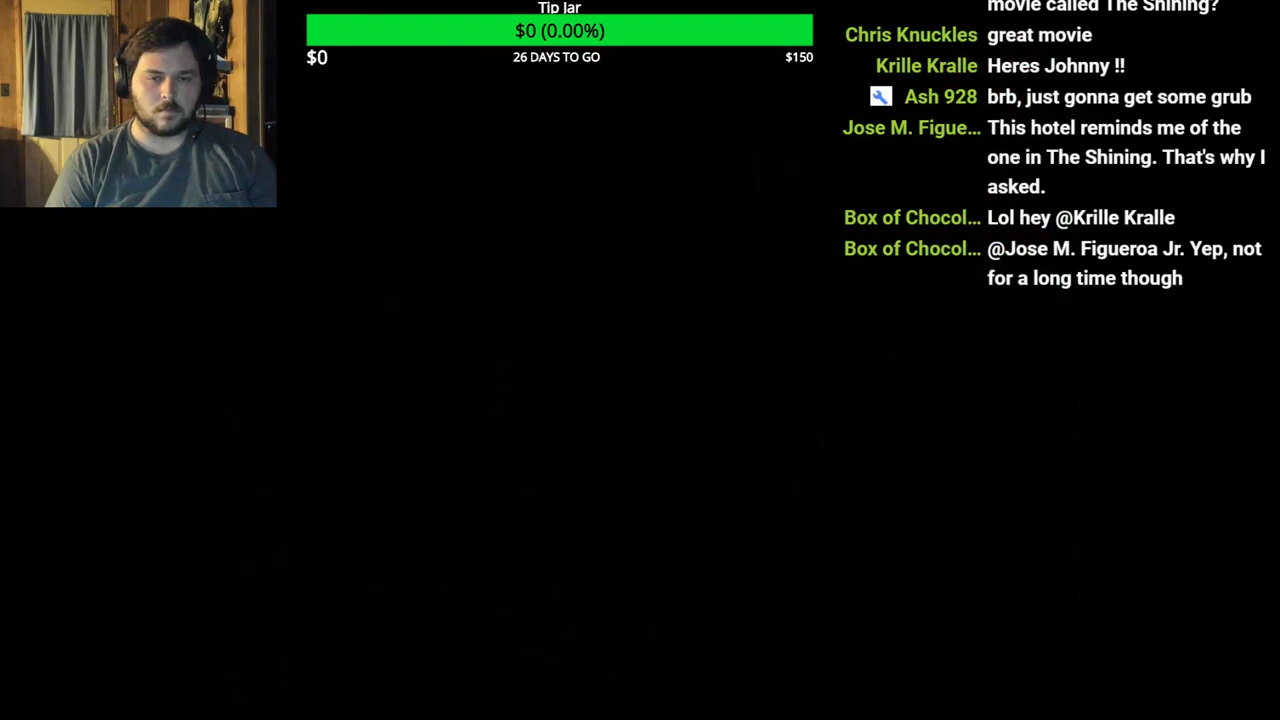 Tip Jar
$0 (0.00%)
$0
26 DAYS TO GO
$150
movie called The Shining?
Chris Knuckles great movie
Krille Kralle Heres Johnny !!
Ash 928 brb, just gonna get some grub
Jose M. Figue... This hotel reminds me of the
one in The Shining. That's why I
asked.
Box of Chocol... Lol hey @Krille Kralle
Box of Chocol... @Jose M. Figueroa Jr. Yep, not
for a long time though